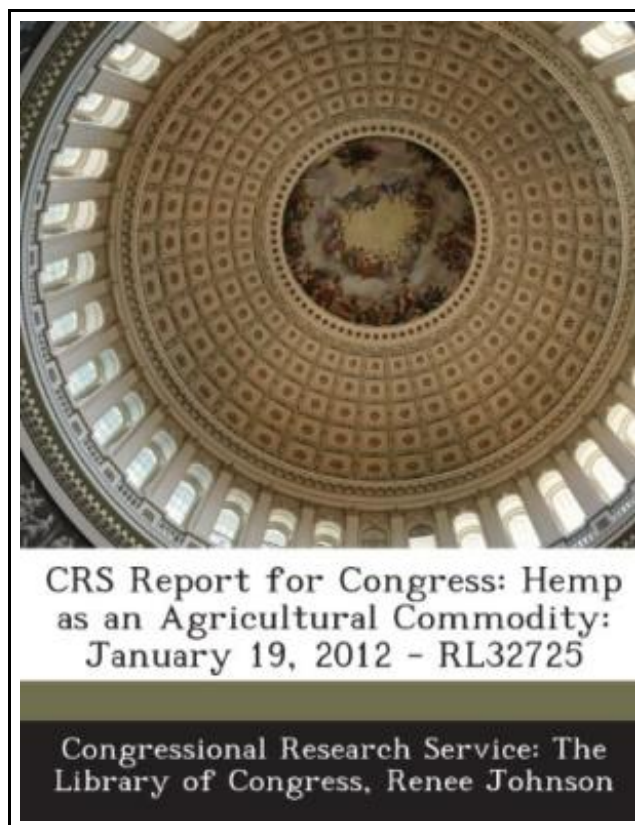 CRS Report for Congress: Hemp
as an Agricultural Commodity:
January 19, 2012 - RL32725
Congressional Research Service: The
Library of Congress, Renee Johnson